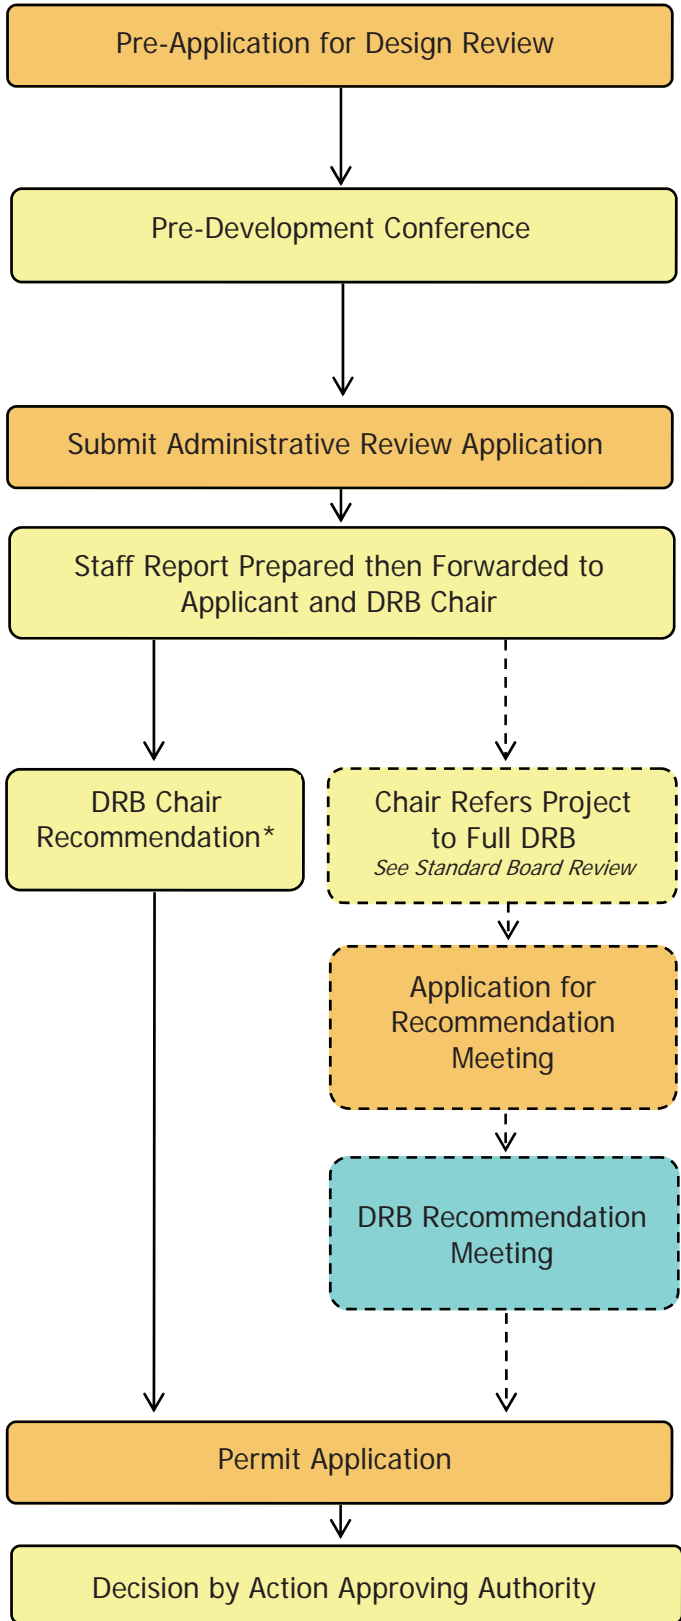 Pre-Application for Design Review
Pre-Development Conference
Submit Administrative Review Application
Staff Report Prepared then Forwarded to
Applicant and DRB Chair
DRB Chair
Recommendation*
Chair Refers Project
to Full DRB
See Standard Board Review
Application for
Recommendation
Meeting
DRB Recommendation
Meeting
Permit Application
Decision by Action Approving Authority